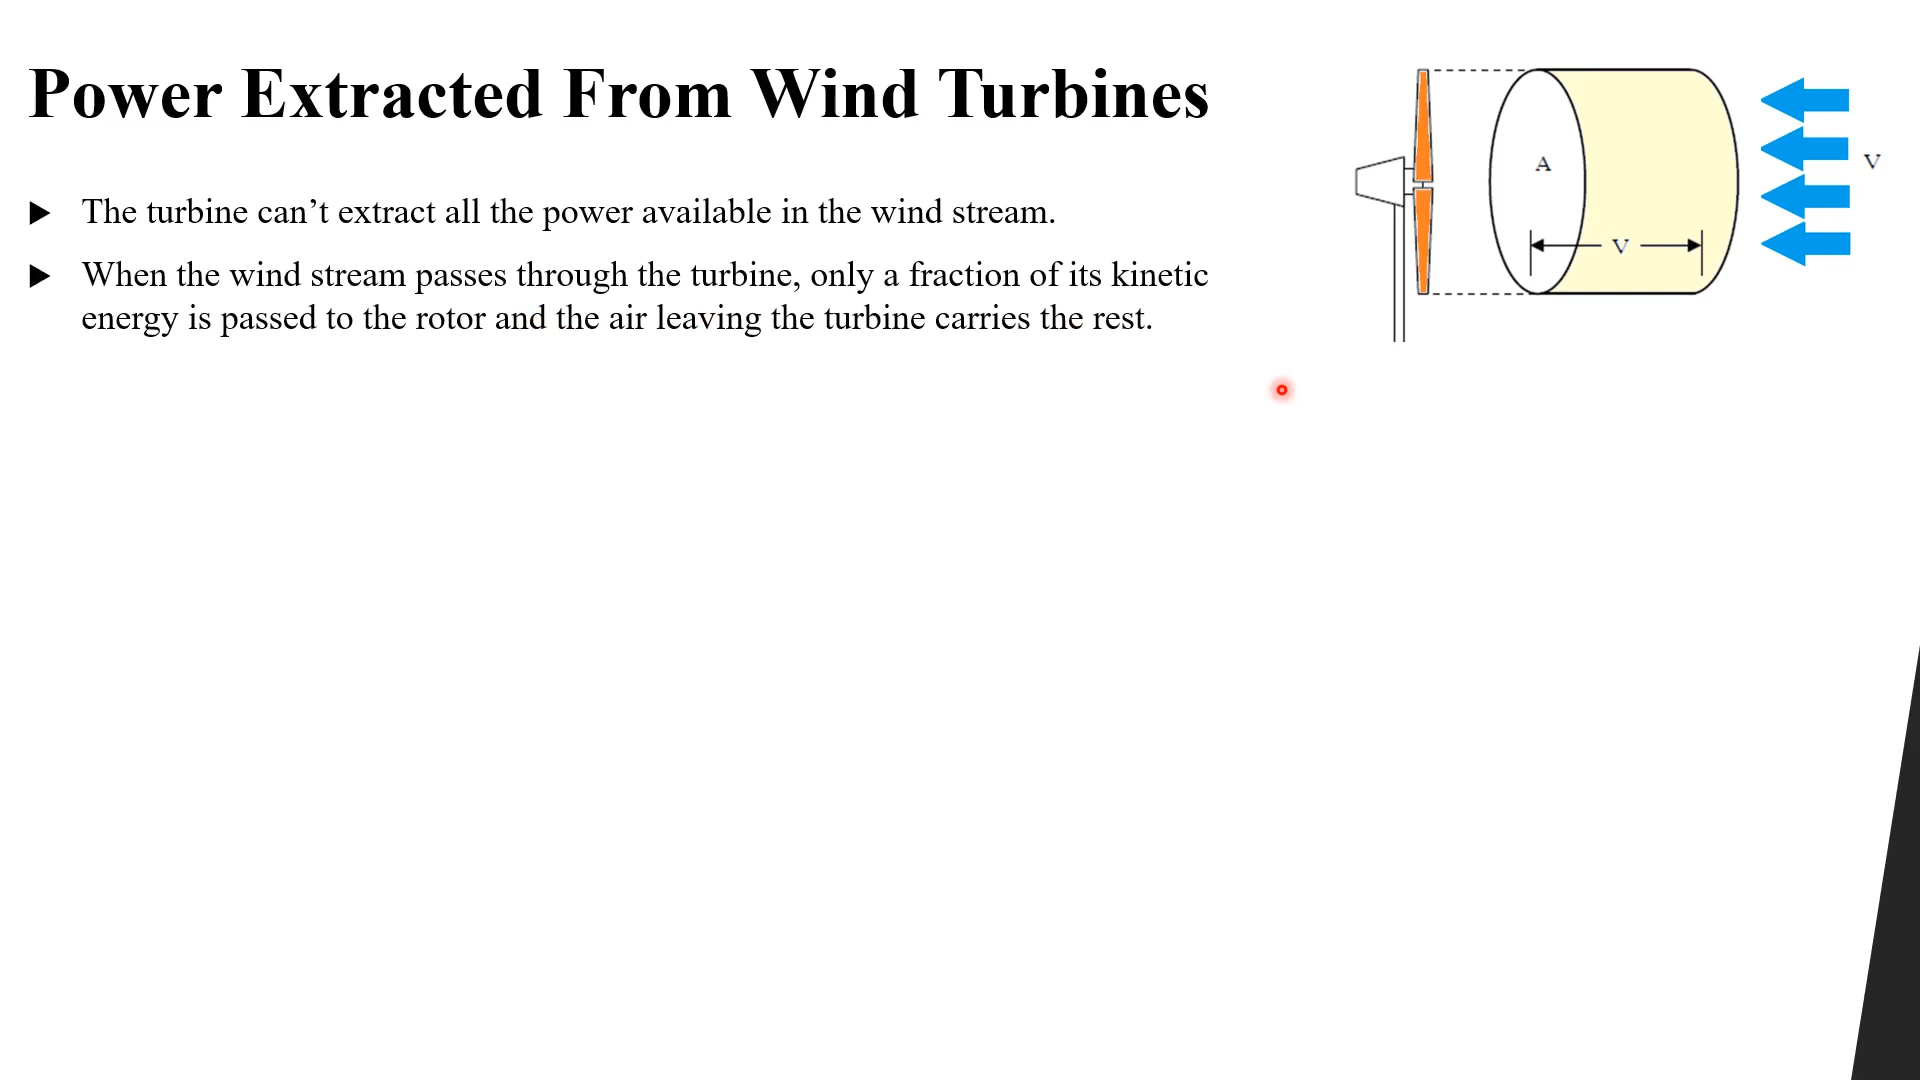 Power Extracted From Wind Turbines
The turbine can’t extract all the power available in the wind stream.
When the wind stream passes through the turbine, only a fraction of its kinetic
energy is passed to the rotor and the air leaving the turbine carries the rest.
A
V
V